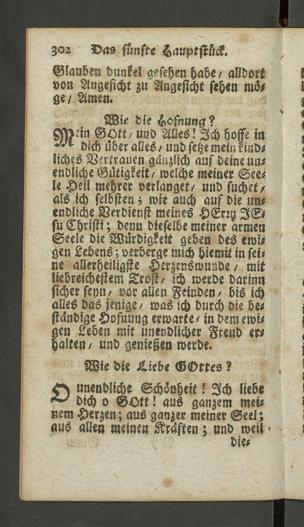 302 Das fünfte Hauptstück.
Glauben dunkel gesehen habe/ alldort
von Angesicht zu Angesicht sehen mö-
ge/ Amen.
Wie die Hofnung?
Mein GOtt/ und Alles! Ich hoffe in
dich über alles/ und setze mein kind-
liches Vertrauen gänzlich auf deine un-
endliche Gütigkeit/ welche meiner See-
le Heil mehrer verlanget/ und suchet/
als ich selbsten; wie auch auf die un-
endliche Verdienst meines HErrn JE-
su Christi; denn dieselbe meiner armen
Seele die Würdigkeit geben des ewi-
gen Lebens; verberge mich hiemit in sei-
ne allerheiligste Herzenswunde/ mit
liebreichestem Trost/ ich werde darinn
sicher seyn/ vor allen Feinden/ bis ich
alles das jenige/ was ich durch die be-
ständige Hofnung erwarte/ in dem ewi-
gen Leben mit unendlicher Freud er-
halten/ und geniessen werde.
Wie die Liebe GOttes?
O unendliche Schönheit! Ich liebe
dich o GOtt! aus ganzem mei-
nem Herzen; aus ganzer meiner Seel;
aus allen meinen Kräften; und weil
die-